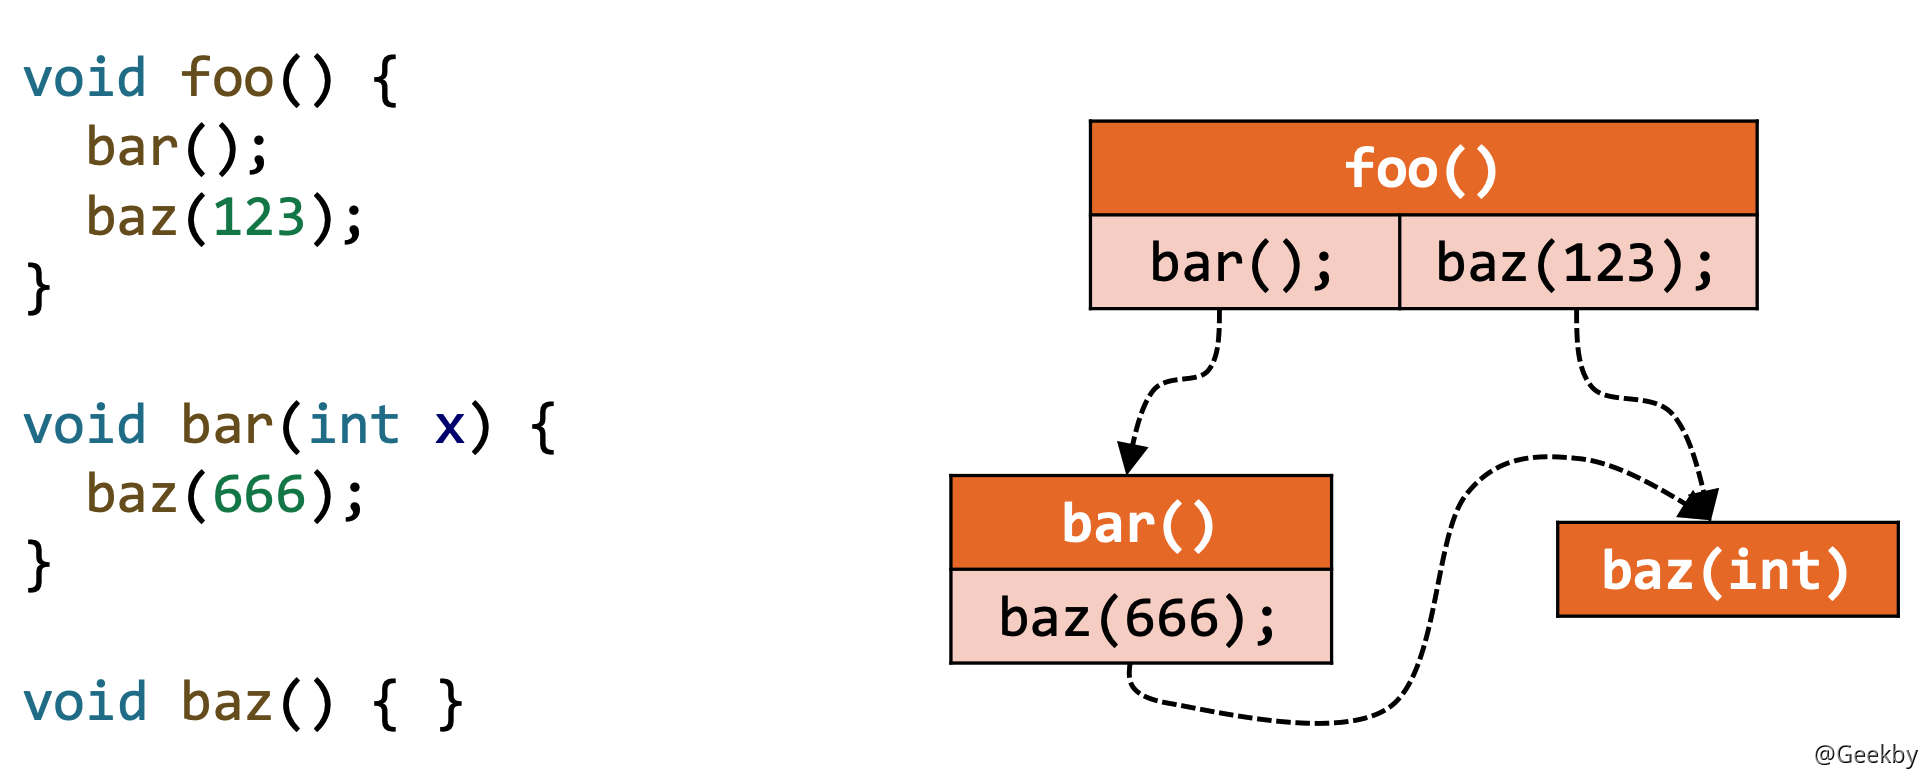 void foo() {
  bar();
  baz(123);
}
void bar(int x) {
  baz(666);
}
void baz() { }
foo()
bar();
baz(123);
bar()
baz(666);
baz(int)
@Geekby